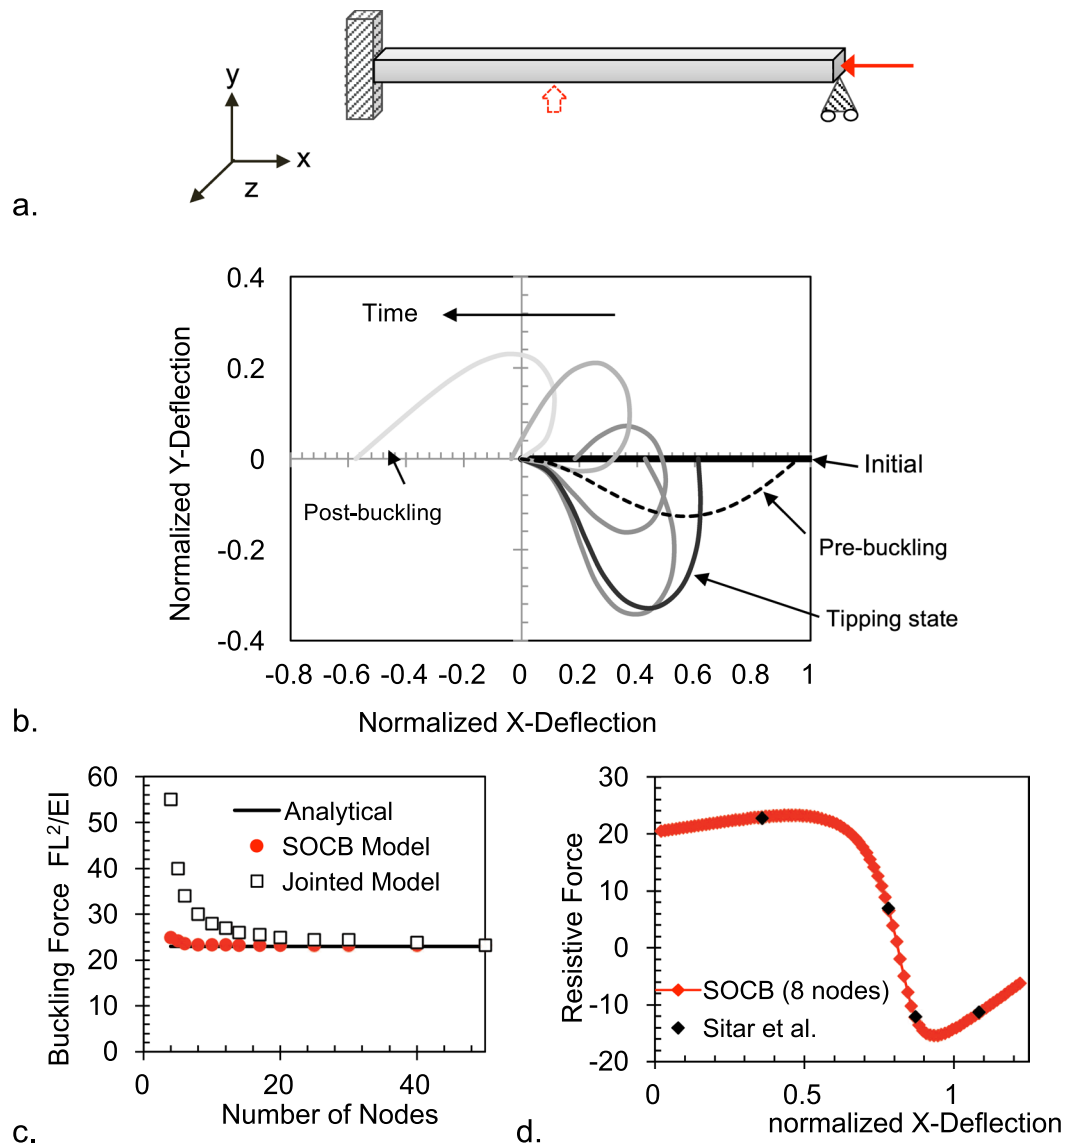 y
x
z
a.
0.4
0.2
0
-0.2
-0.4
Normalized Y-Deflection
Time
Initial
Post-buckling
Pre-buckling
Tipping state
-0.8 -0.6 -0.4 -0.2 0 0.2 0.4 0.6 0.8 1
Normalized X-Deflection
b.
60
50
40
30
20
10
0
Buckling Force FL²/EI
Analytical
SOCB Model
Jointed Model
0 20 40
Number of Nodes
c.
30
20
10
0
-10
-20
Resistive Force
SOCB (8 nodes)
Sitar et al.
0 0.5 1
normalized X-Deflection
d.